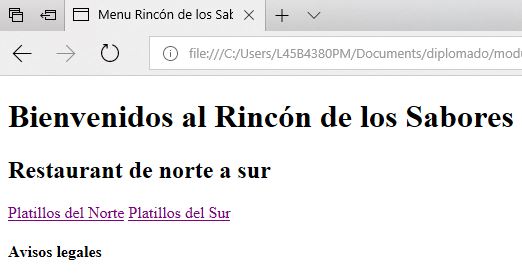 Menu Rincón de los Sab
file:///C:/Users/L45B4380PM/Documents/diplomado/modu
Bienvenidos al Rincón de los Sabores
Restaurant de norte a sur
Platillos del Norte Platillos del Sur
Avisos legales